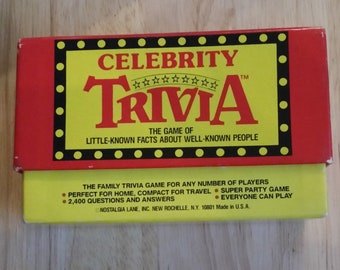 CELEBRITY
TRIVIA™
THE GAME OF
LITTLE-KNOWN FACTS ABOUT WELL-KNOWN PEOPLE
THE FAMILY TRIVIA GAME FOR ANY NUMBER OF PLAYERS
• PERFECT FOR HOME, COMPACT FOR TRAVEL • SUPER PARTY GAME
• 2,400 QUESTIONS AND ANSWERS • EVERYONE CAN PLAY
© NOSTALGIA LANE, INC. NEW ROCHELLE, N.Y. 10801 Made in U.S.A.